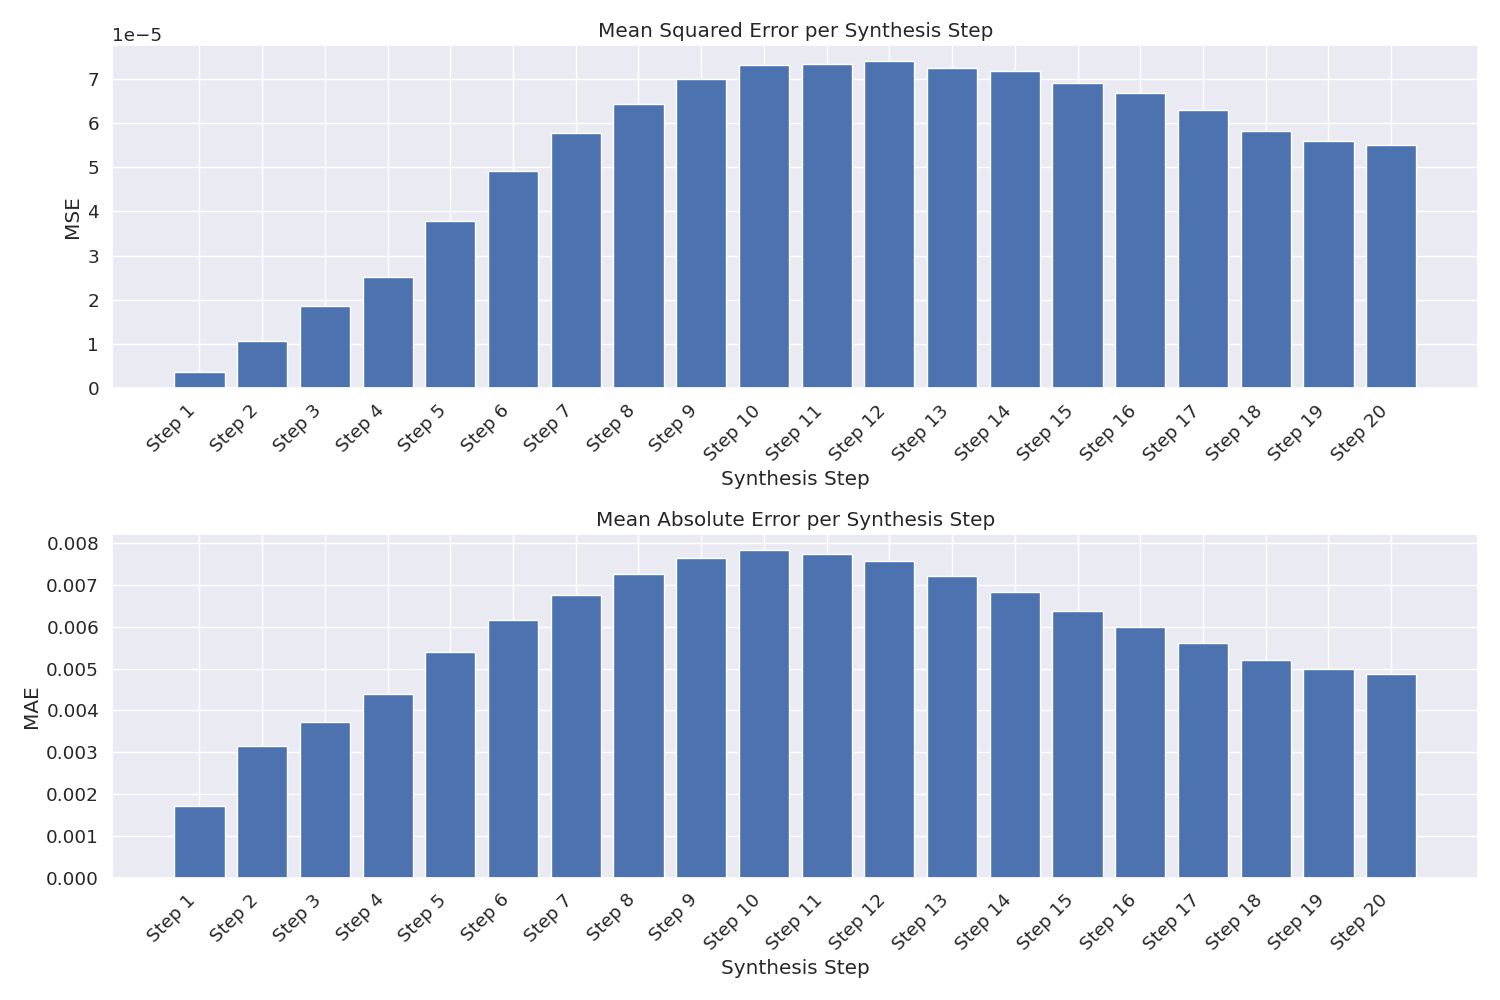 Mean Squared Error per Synthesis Step
1e−5
7
6
5
4
3
2
1
0
MSE
Step 1
Step 2
Step 3
Step 4
Step 5
Step 6
Step 7
Step 8
Step 9
Step 10
Step 11
Step 12
Step 13
Step 14
Step 15
Step 16
Step 17
Step 18
Step 19
Step 20
Synthesis Step
Mean Absolute Error per Synthesis Step
0.008
0.007
0.006
0.005
0.004
0.003
0.002
0.001
0.000
MAE
Step 1
Step 2
Step 3
Step 4
Step 5
Step 6
Step 7
Step 8
Step 9
Step 10
Step 11
Step 12
Step 13
Step 14
Step 15
Step 16
Step 17
Step 18
Step 19
Step 20
Synthesis Step